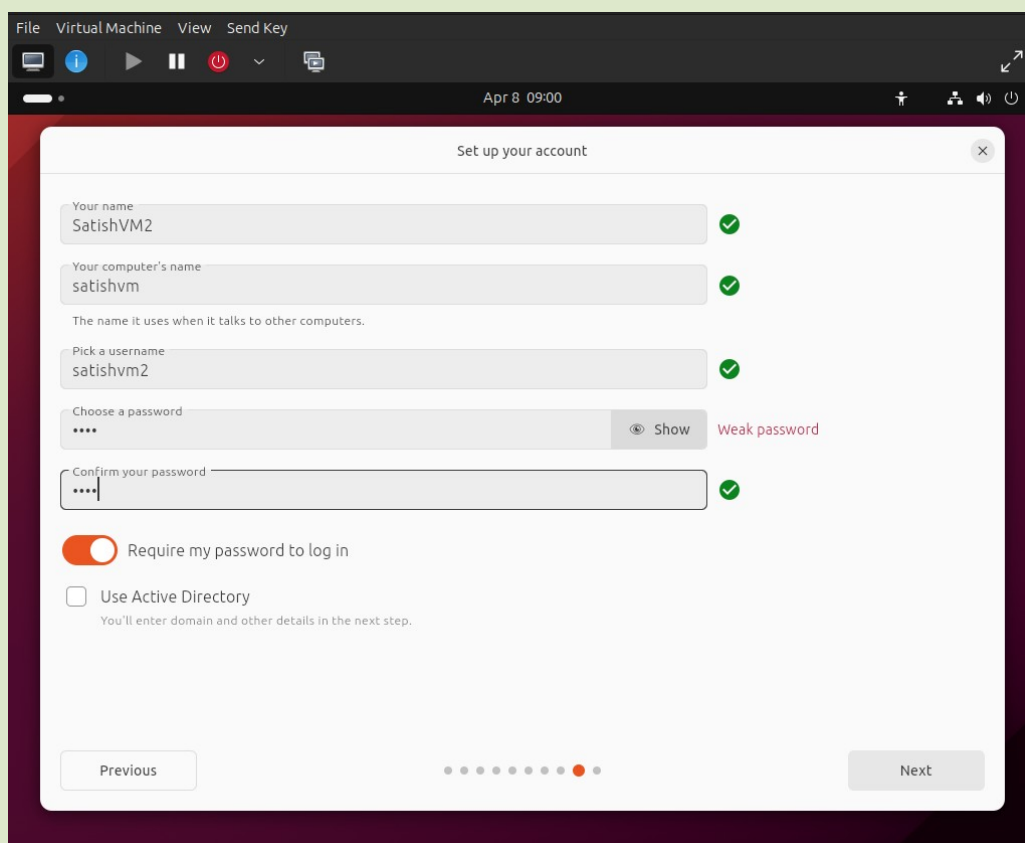 File Virtual Machine View Send Key
Apr 8 09:00
Set up your account
Your name
SatishVM2
Your computer's name
satishvm
The name it uses when it talks to other computers.
Pick a username
satishvm2
Choose a password
••••
Show
Weak password
Confirm your password
••••
Require my password to log in
Use Active Directory
You'll enter domain and other details in the next step.
Previous
Next